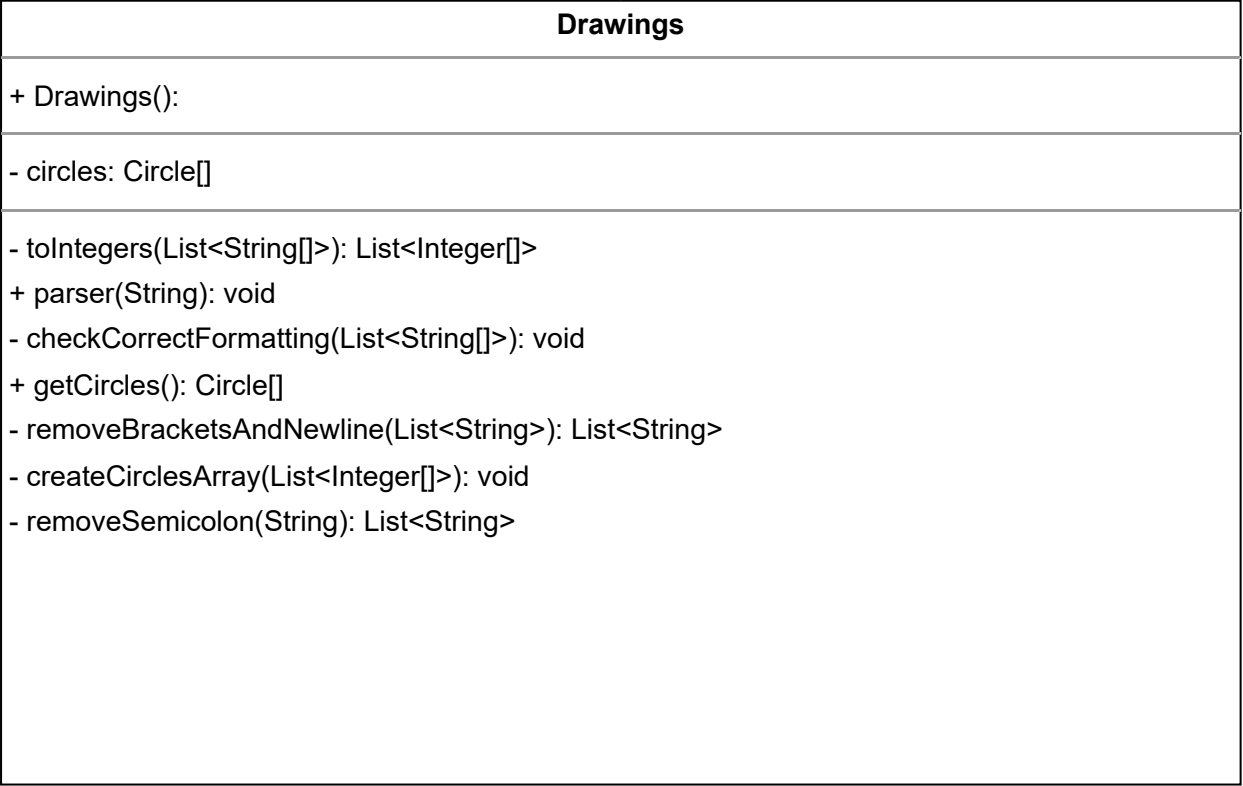 Drawings
+ Drawings():
- circles: Circle[]
- toIntegers(List<String[]>): List<Integer[]>
+ parser(String): void
- checkCorrectFormatting(List<String[]>): void
+ getCircles(): Circle[]
- removeBracketsAndNewline(List<String>): List<String>
- createCirclesArray(List<Integer[]>): void
- removeSemicolon(String): List<String>